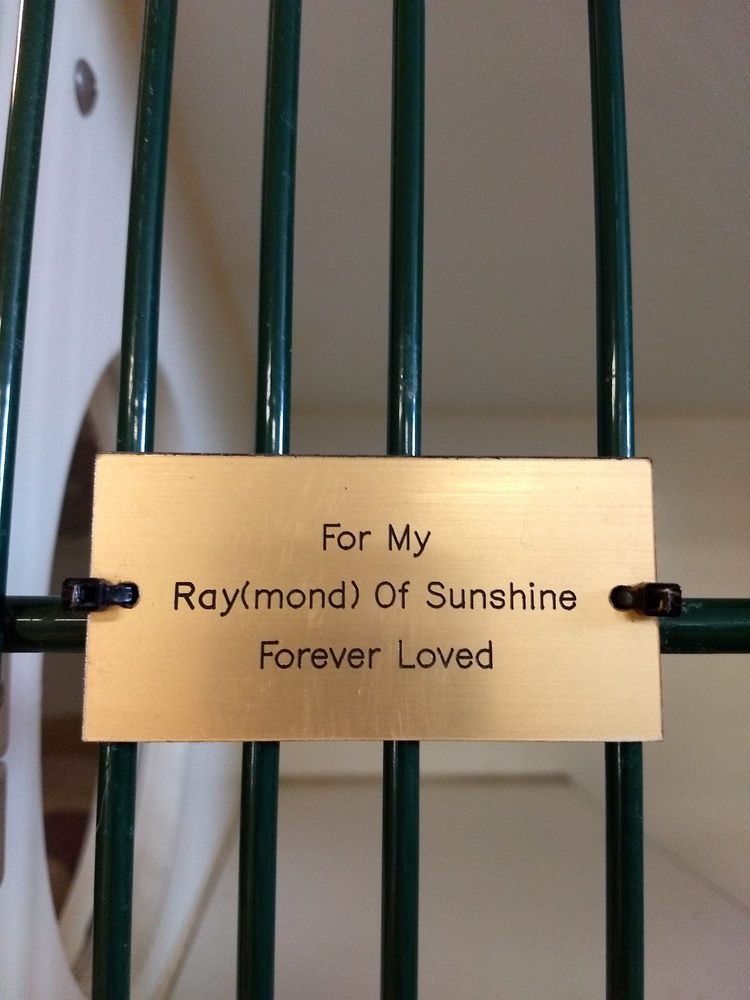 For My
Ray(mond) Of Sunshine
Forever Loved